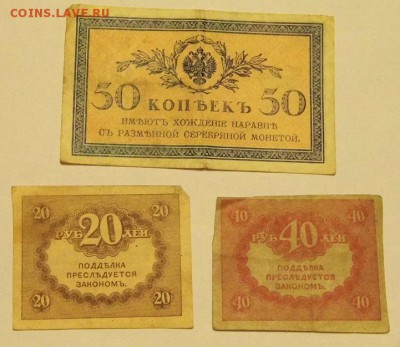 COINS.LAVE.RU
50 КОПѢЕКЪ 50
ИМѢЮТЪ ХОЖДЕНІЕ НАРАВНѢ
СЪ РАЗМѢННОЙ СЕРЕБРЯНОЙ МОНЕТОЙ.
20 20
РУБ 20 ЛЕЙ
ПОДДѢЛКА
ПРЕСЛѢДУЕТСЯ
ЗАКОНОМЪ.
20 20
40 40
РУБ 40 ЛЕЙ
ПОДДѢЛКА
ПРЕСЛѢДУЕТСЯ
ЗАКОНОМЪ.
40 40